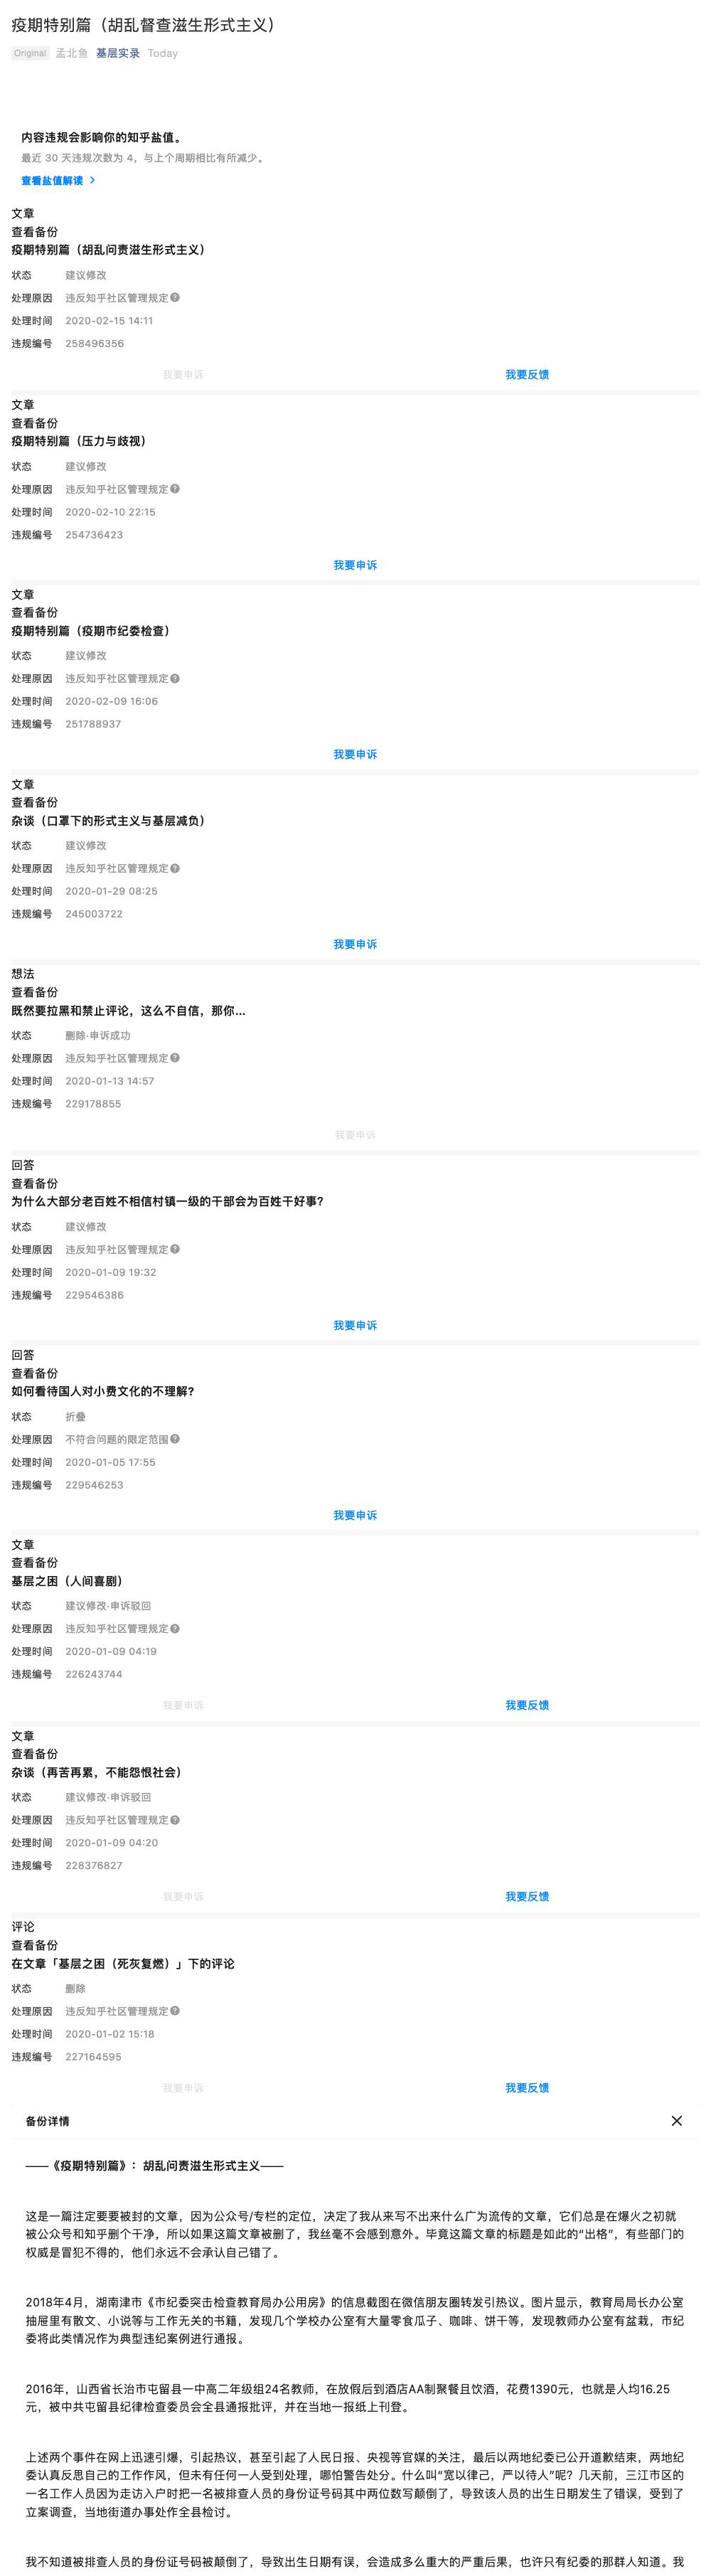 疫期特别篇（胡乱督查滋生形式主义）
Original 孟北鱼 基层实录 Today
内容违规会影响你的知乎盐值。
最近 30 天违规次数为 4，与上个周期相比有所减少。
查看盐值解读 >
文章
查看备份
疫期特别篇（胡乱问责滋生形式主义）
状态 建议修改
处理原因 违反知乎社区管理规定?
处理时间 2020-02-15 14:11
违规编号 258496356
我要申诉 我要反馈
文章
查看备份
疫期特别篇（压力与歧视）
状态 建议修改
处理原因 违反知乎社区管理规定?
处理时间 2020-02-10 22:15
违规编号 254736423
我要申诉
文章
查看备份
疫期特别篇（疫期市纪委检查）
状态 建议修改
处理原因 违反知乎社区管理规定?
处理时间 2020-02-09 16:06
违规编号 251788937
我要申诉
文章
查看备份
杂谈（口罩下的形式主义与基层减负）
状态 建议修改
处理原因 违反知乎社区管理规定?
处理时间 2020-01-29 08:25
违规编号 245003722
我要申诉
想法
查看备份
既然要拉黑和禁止评论，这么不自信，那你...
状态 删除·申诉成功
处理原因 违反知乎社区管理规定?
处理时间 2020-01-13 14:57
违规编号 229178855
我要申诉
回答
查看备份
为什么大部分老百姓不相信村镇一级的干部会为百姓干好事?
状态 建议修改
处理原因 违反知乎社区管理规定?
处理时间 2020-01-09 19:32
违规编号 229546386
我要申诉
回答
查看备份
如何看待国人对小费文化的不理解?
状态 折叠
处理原因 不符合问题的限定范围?
处理时间 2020-01-05 17:55
违规编号 229546253
我要申诉
文章
查看备份
基层之困（人间喜剧）
状态 建议修改·申诉驳回
处理原因 违反知乎社区管理规定?
处理时间 2020-01-09 04:19
违规编号 226243744
我要申诉 我要反馈
文章
查看备份
杂谈（再苦再累，不能怨恨社会）
状态 建议修改·申诉驳回
处理原因 违反知乎社区管理规定?
处理时间 2020-01-09 04:20
违规编号 228376827
我要申诉 我要反馈
评论
查看备份
在文章「基层之困（死灰复燃）」下的评论
状态 删除
处理原因 违反知乎社区管理规定?
处理时间 2020-01-02 15:18
违规编号 227164595
我要申诉 我要反馈
备份详情
——《疫期特别篇》：胡乱问责滋生形式主义——
这是一篇注定要要被封的文章，因为公众号/专栏的定位，决定了我从来写不出来什么广为流传的文章，它们总是在爆火之初就
被公众号和知乎删个干净，所以如果这篇文章被删了，我丝毫不会感到意外。毕竟这篇文章的标题是如此的“出格”，有些部门的
权威是冒犯不得的，他们永远不会承认自己错了。
2018年4月，湖南津市《市纪委突击检查教育局办公用房》的信息截图在微信朋友圈转发引热议。图片显示，教育局局长办公室
抽屉里有散文、小说等与工作无关的书籍，发现几个学校办公室有大量零食瓜子、咖啡、饼干等，发现教师办公室有盆栽，市纪
委将此类情况作为典型违纪案例进行通报。
2016年，山西省长治市屯留县一中高二年级组24名教师，在放假后到酒店AA制聚餐且饮酒，花费1390元，也就是人均16.25
元，被中共屯留县纪律检查委员会全县通报批评，并在当地一报纸上刊登。
上述两个事件在网上迅速引爆，引起热议，甚至引起了人民日报、央视等官媒的关注，最后以两地纪委已公开道歉结束，两地纪
委认真反思自己的工作作风，但未有任何一人受到处理，哪怕警告处分。什么叫“宽以律己，严以待人”呢？几天前，三江市区的
一名工作人员因为走访入户时把一名被排查人员的身份证号码其中两位数写颠倒了，导致该人员的出生日期发生了错误，受到了
立案调查，当地街道办事处作全县检讨。
我不知道被排查人员的身份证号码被颠倒了，导致出生日期有误，会造成多么重大的严重后果，也许只有纪委的那群人知道。我